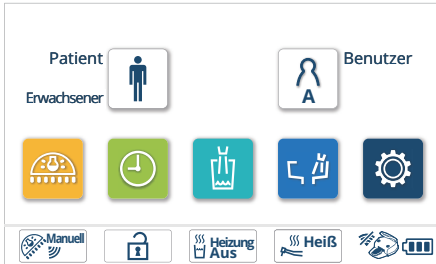 Patient
Erwachsener
Benutzer
A
Manuell
Heizung
Aus
Heiß